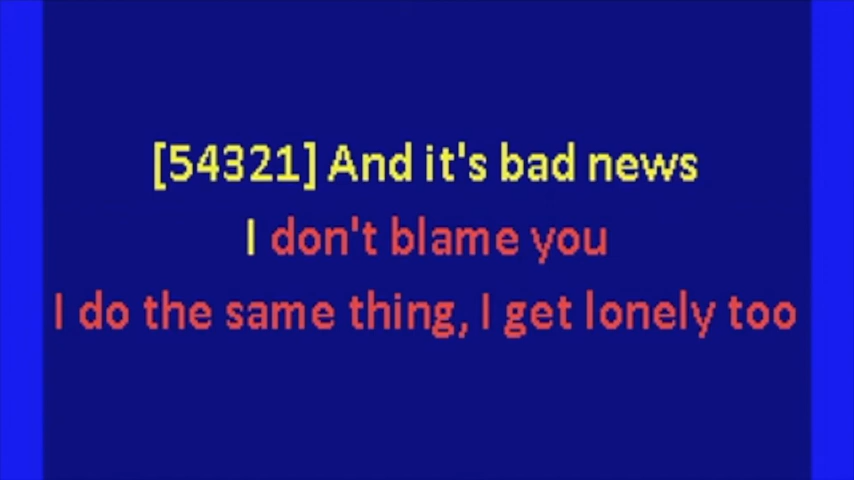 [54321] And it's bad news
I don't blame you
I do the same thing, I get lonely too